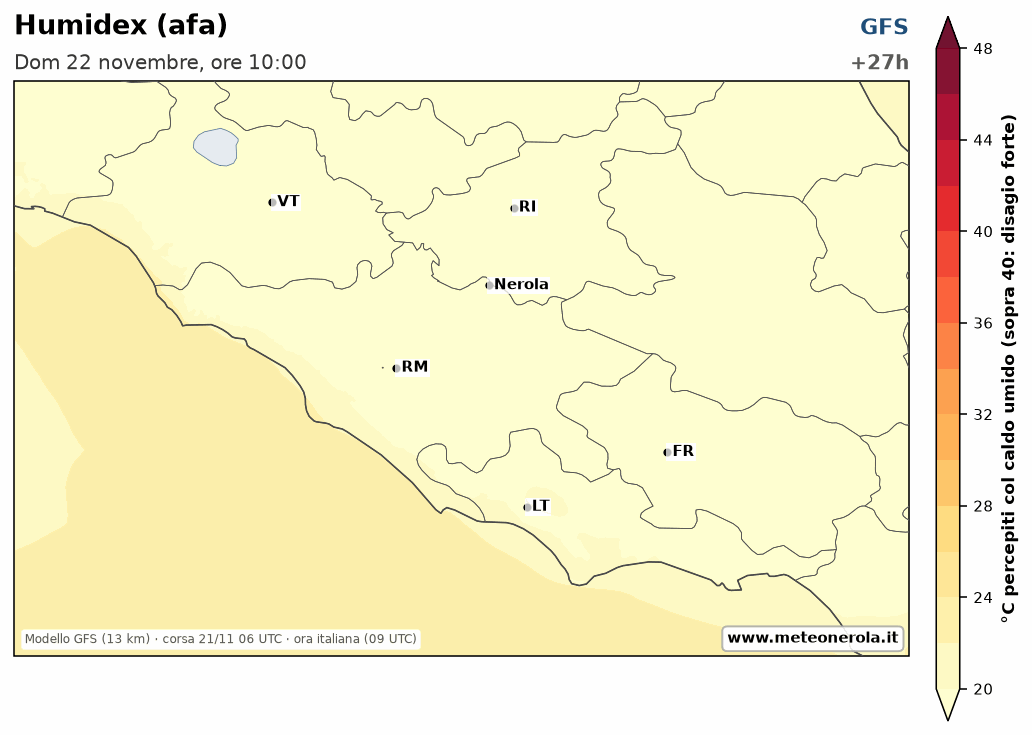 Humidex (afa)
GFS
Dom 22 novembre, ore 10:00
+27h
VT
RI
Nerola
RM
FR
LT
Modello GFS (13 km) · corsa 21/11 06 UTC · ora italiana (09 UTC)
www.meteonerola.it
48
44
40
36
32
28
24
20
°C percepiti col caldo umido (sopra 40: disagio forte)